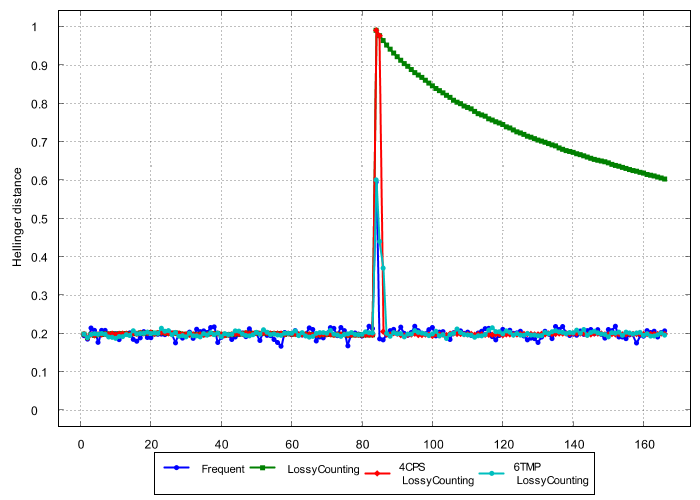 1
0.9
0.8
0.7
0.6
0.5
0.4
0.3
0.2
0.1
0
Hellinger distance
0 20 40 60 80 100 120 140 160
Frequent LossyCounting 4CPS 6TMP
LossyCounting LossyCounting